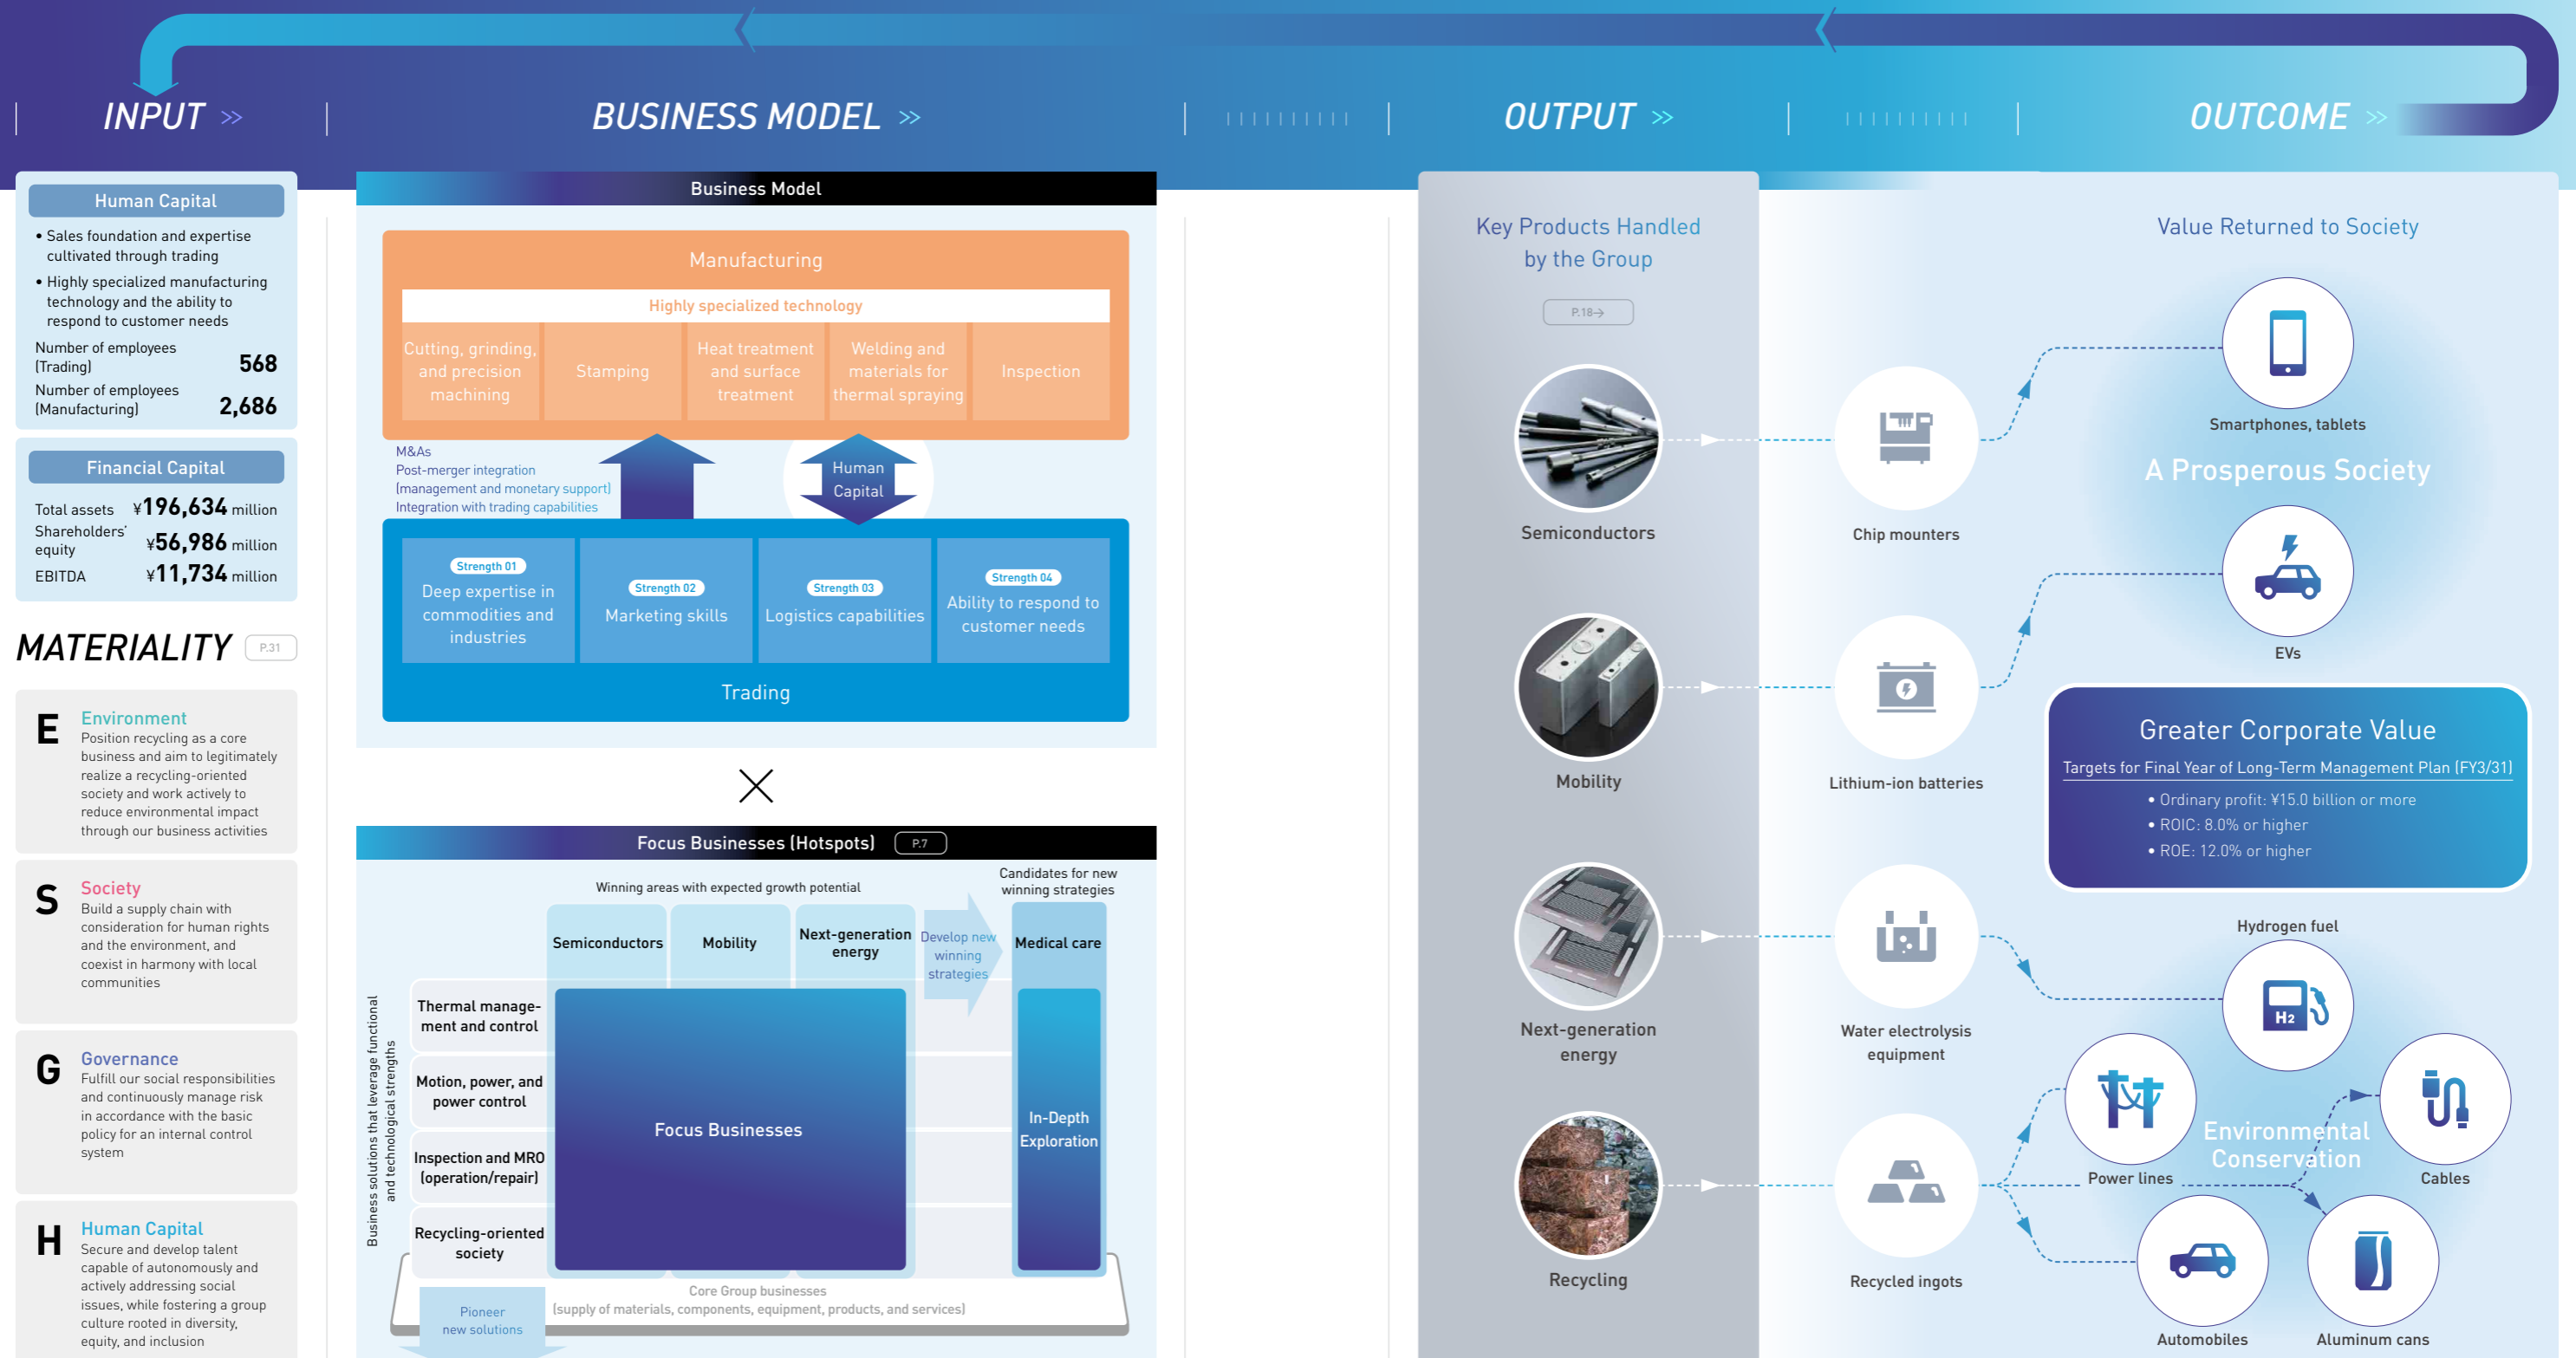 INPUT >>
BUSINESS MODEL >>
OUTPUT >>
OUTCOME >>
Human Capital
• Sales foundation and expertise
cultivated through trading
• Highly specialized manufacturing
technology and the ability to
respond to customer needs
Number of employees
(Trading) 568
Number of employees
(Manufacturing) 2,686
Financial Capital
Total assets ¥196,634 million
Shareholders'
equity ¥56,986 million
EBITDA ¥11,734 million
MATERIALITY P.31
E Environment
Position recycling as a core
business and aim to legitimately
realize a recycling-oriented
society and work actively to
reduce environmental impact
through our business activities
S Society
Build a supply chain with
consideration for human rights
and the environment, and
coexist in harmony with local
communities
G Governance
Fulfill our social responsibilities
and continuously manage risk
in accordance with the basic
policy for an internal control
system
H Human Capital
Secure and develop talent
capable of autonomously and
actively addressing social
issues, while fostering a group
culture rooted in diversity,
equity, and inclusion
Business Model
Manufacturing
Highly specialized technology
Cutting, grinding,
and precision
machining
Stamping
Heat treatment
and surface
treatment
Welding and
materials for
thermal spraying
Inspection
M&As
Post-merger integration
(management and monetary support)
Integration with trading capabilities
Human
Capital
Strength 01
Deep expertise in
commodities and
industries
Strength 02
Marketing skills
Strength 03
Logistics capabilities
Strength 04
Ability to respond to
customer needs
Trading
×
Focus Businesses (Hotspots) P.7
Winning areas with expected growth potential
Candidates for new
winning strategies
Semiconductors
Mobility
Next-generation
energy
Develop new
winning
strategies
Medical care
Business solutions that leverage functional
and technological strengths
Thermal manage-
ment and control
Motion, power, and
power control
Inspection and MRO
(operation/repair)
Recycling-oriented
society
Focus Businesses
In-Depth
Exploration
Core Group businesses
(supply of materials, components, equipment, products, and services)
Pioneer
new solutions
Key Products Handled
by the Group
P.18→
Semiconductors
Mobility
Next-generation
energy
Recycling
Chip mounters
Lithium-ion batteries
Water electrolysis
equipment
Recycled ingots
Value Returned to Society
Smartphones, tablets
A Prosperous Society
EVs
Greater Corporate Value
Targets for Final Year of Long-Term Management Plan (FY3/31)
• Ordinary profit: ¥15.0 billion or more
• ROIC: 8.0% or higher
• ROE: 12.0% or higher
Hydrogen fuel
H2
Environmental
Conservation
Power lines
Cables
Automobiles
Aluminum cans